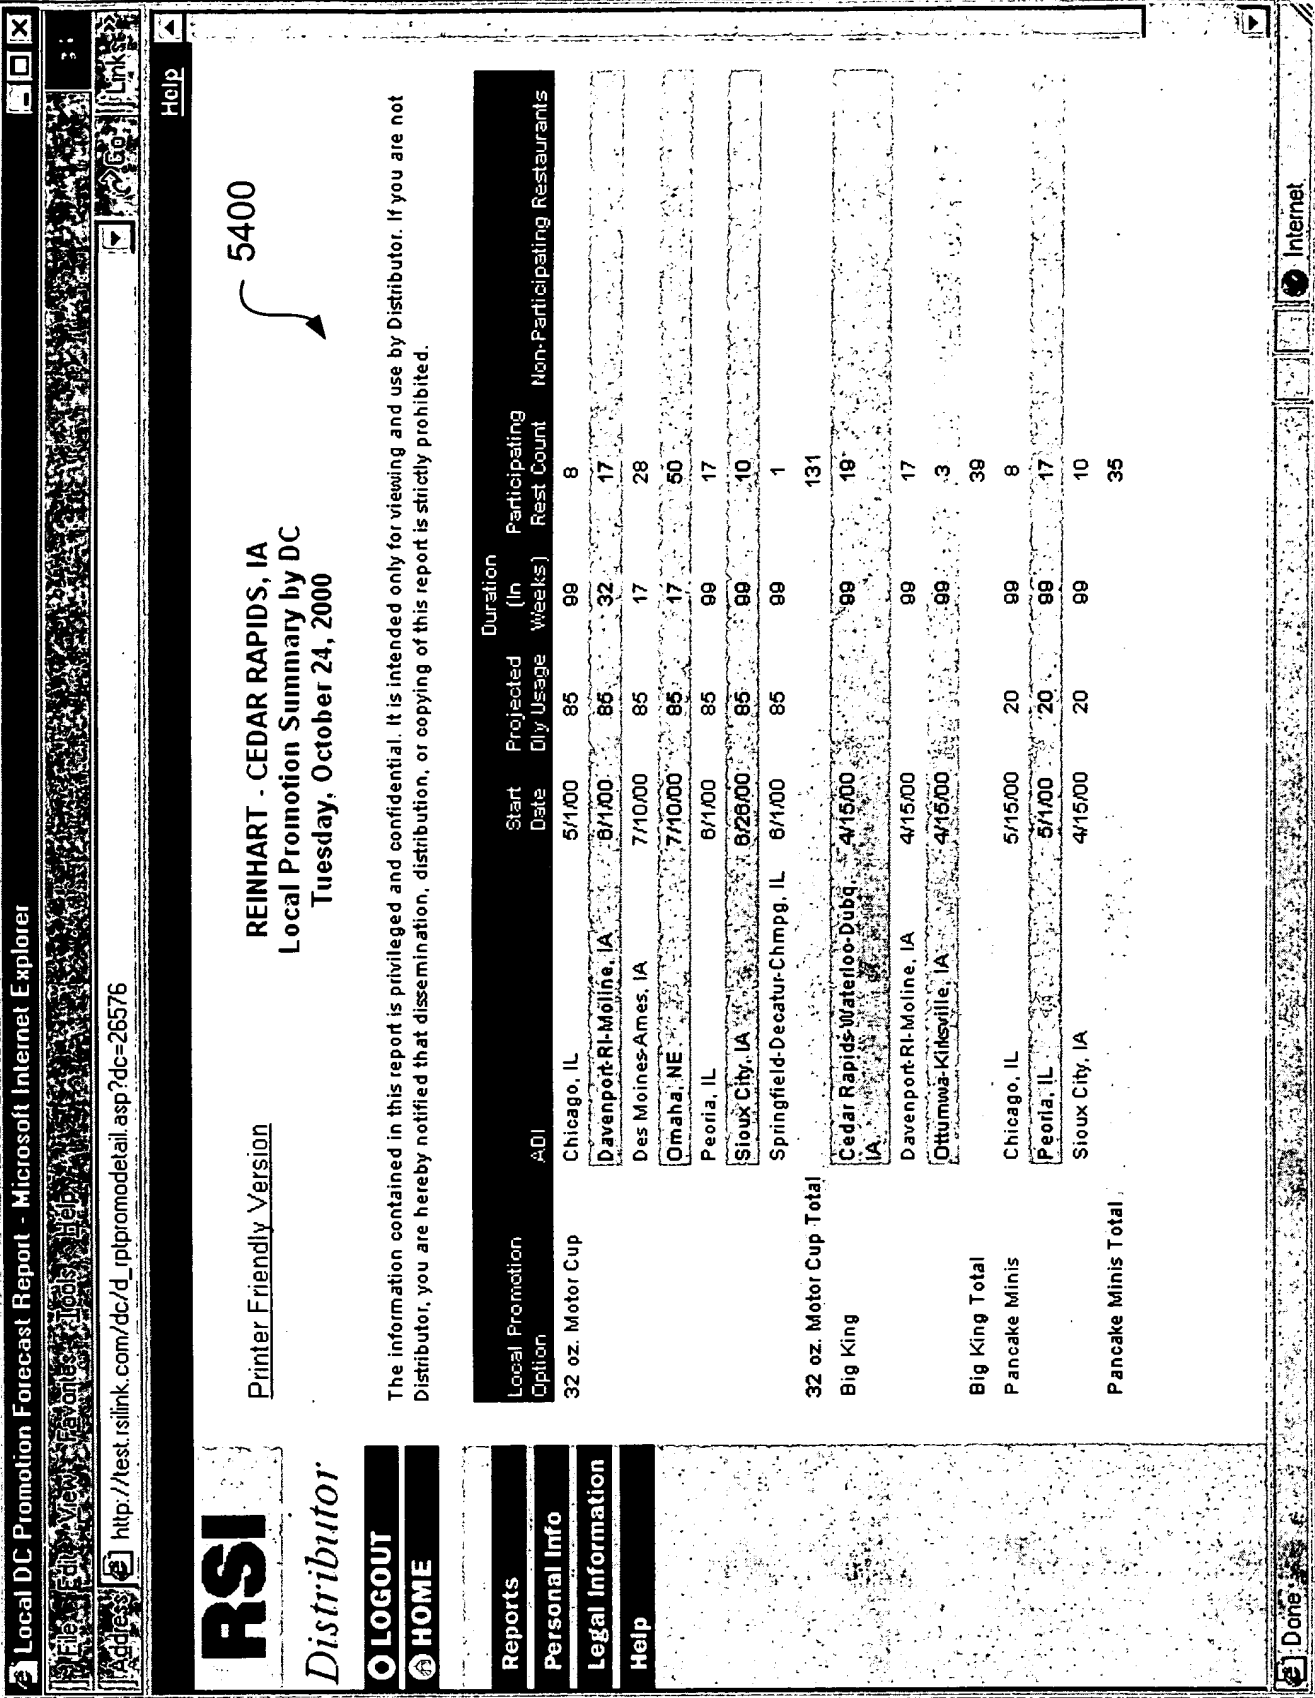 Local DC Promotion Forecast Report - Microsoft Internet Explorer
File Edit View Favorites Tools Help
Address http://test.rsilink.com/dc/d_rptpromodetail.asp?dc=26576 Go Links
Help
RSI
Distributor
LOGOUT
HOME
Reports
Personal Info
Legal Information
Help
Printer Friendly Version
REINHART - CEDAR RAPIDS, IA
Local Promotion Summary by DC
Tuesday, October 24, 2000
5400
The information contained in this report is privileged and confidential. It is intended only for viewing and use by Distributor. If you are not
Distributor, you are hereby notified that dissemination, distribution, or copying of this report is strictly prohibited.
Local Promotion Option ADI Start Date Projected Dly Usage Duration (In Weeks) Participating Rest Count Non-Participating Restaurants
32 oz. Motor Cup Chicago, IL 5/1/00 85 99 8
Davenport-RI-Moline, IA 6/1/00 85 32 17
Des Moines-Ames, IA 7/10/00 85 17 28
Omaha, NE 7/10/00 85 17 50
Peoria, IL 6/1/00 85 99 17
Sioux City, IA 6/26/00 85 99 10
Springfield-Decatur-Chmpg, IL 6/1/00 85 99 1
32 oz. Motor Cup Total 131
Big King Cedar Rapids-Waterloo-Dubq, IA 4/15/00 99 19
Davenport-RI-Moline, IA 4/15/00 99 17
Ottumwa-Kirksville, IA 4/15/00 99 3
Big King Total 39
Pancake Minis Chicago, IL 5/15/00 20 99 8
Peoria, IL 5/1/00 20 99 17
Sioux City, IA 4/15/00 20 99 10
Pancake Minis Total 35
Done Internet